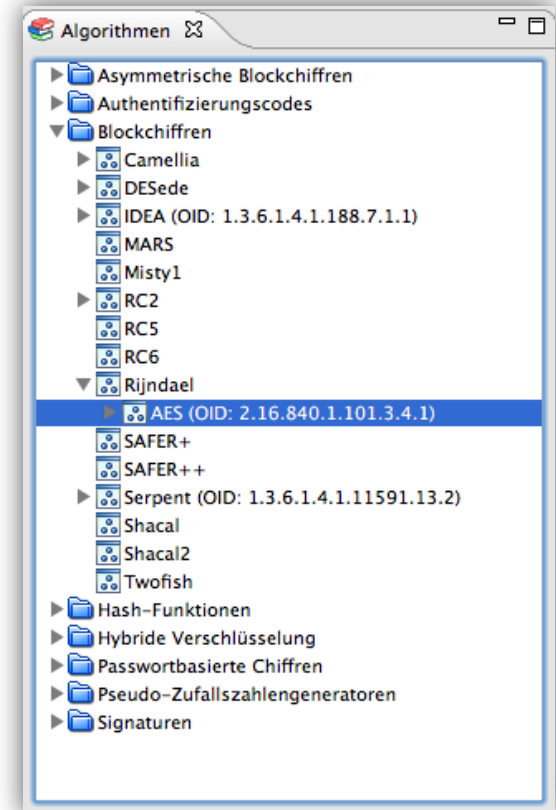 Algorithmen
Asymmetrische Blockchiffren
Authentifizierungscodes
Blockchiffren
Camellia
DESede
IDEA (OID: 1.3.6.1.4.1.188.7.1.1)
MARS
Misty1
RC2
RC5
RC6
Rijndael
AES (OID: 2.16.840.1.101.3.4.1)
SAFER+
SAFER++
Serpent (OID: 1.3.6.1.4.1.11591.13.2)
Shacal
Shacal2
Twofish
Hash-Funktionen
Hybride Verschlüsselung
Passwortbasierte Chiffren
Pseudo-Zufallszahlengeneratoren
Signaturen